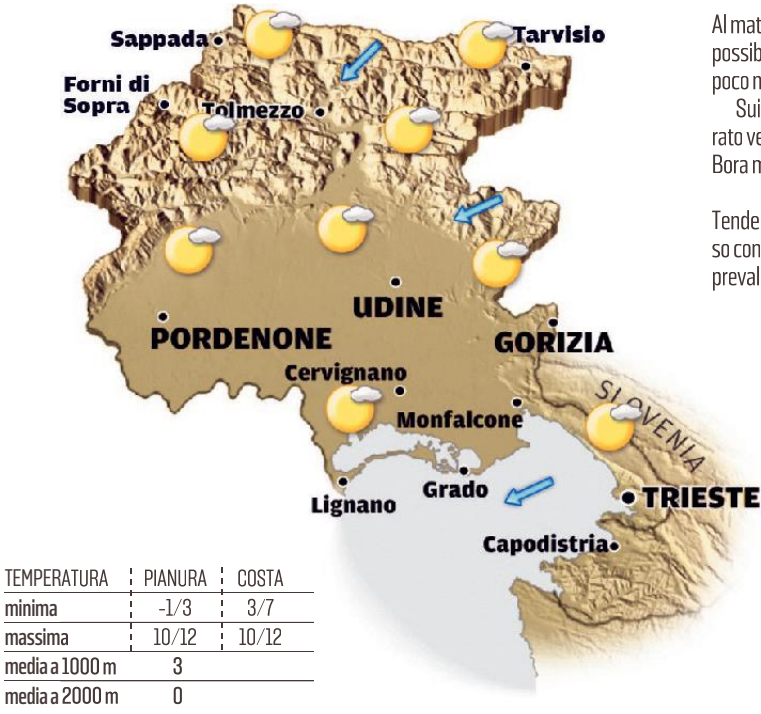 Sappada
Tarvisio
Forni di
Sopra
Tolmezzo
UDINE
PORDENONE
GORIZIA
Cervignano
Monfalcone
SLOVENIA
Lignano
Grado
TRIESTE
Capodistria
TEMPERATURA PIANURA COSTA
minima -1/3 3/7
massima 10/12 10/12
media a 1000 m 3
media a 2000 m 0
Al mat
possib
poco n
Sui
rato ve
Bora m
Tende
so con
preval